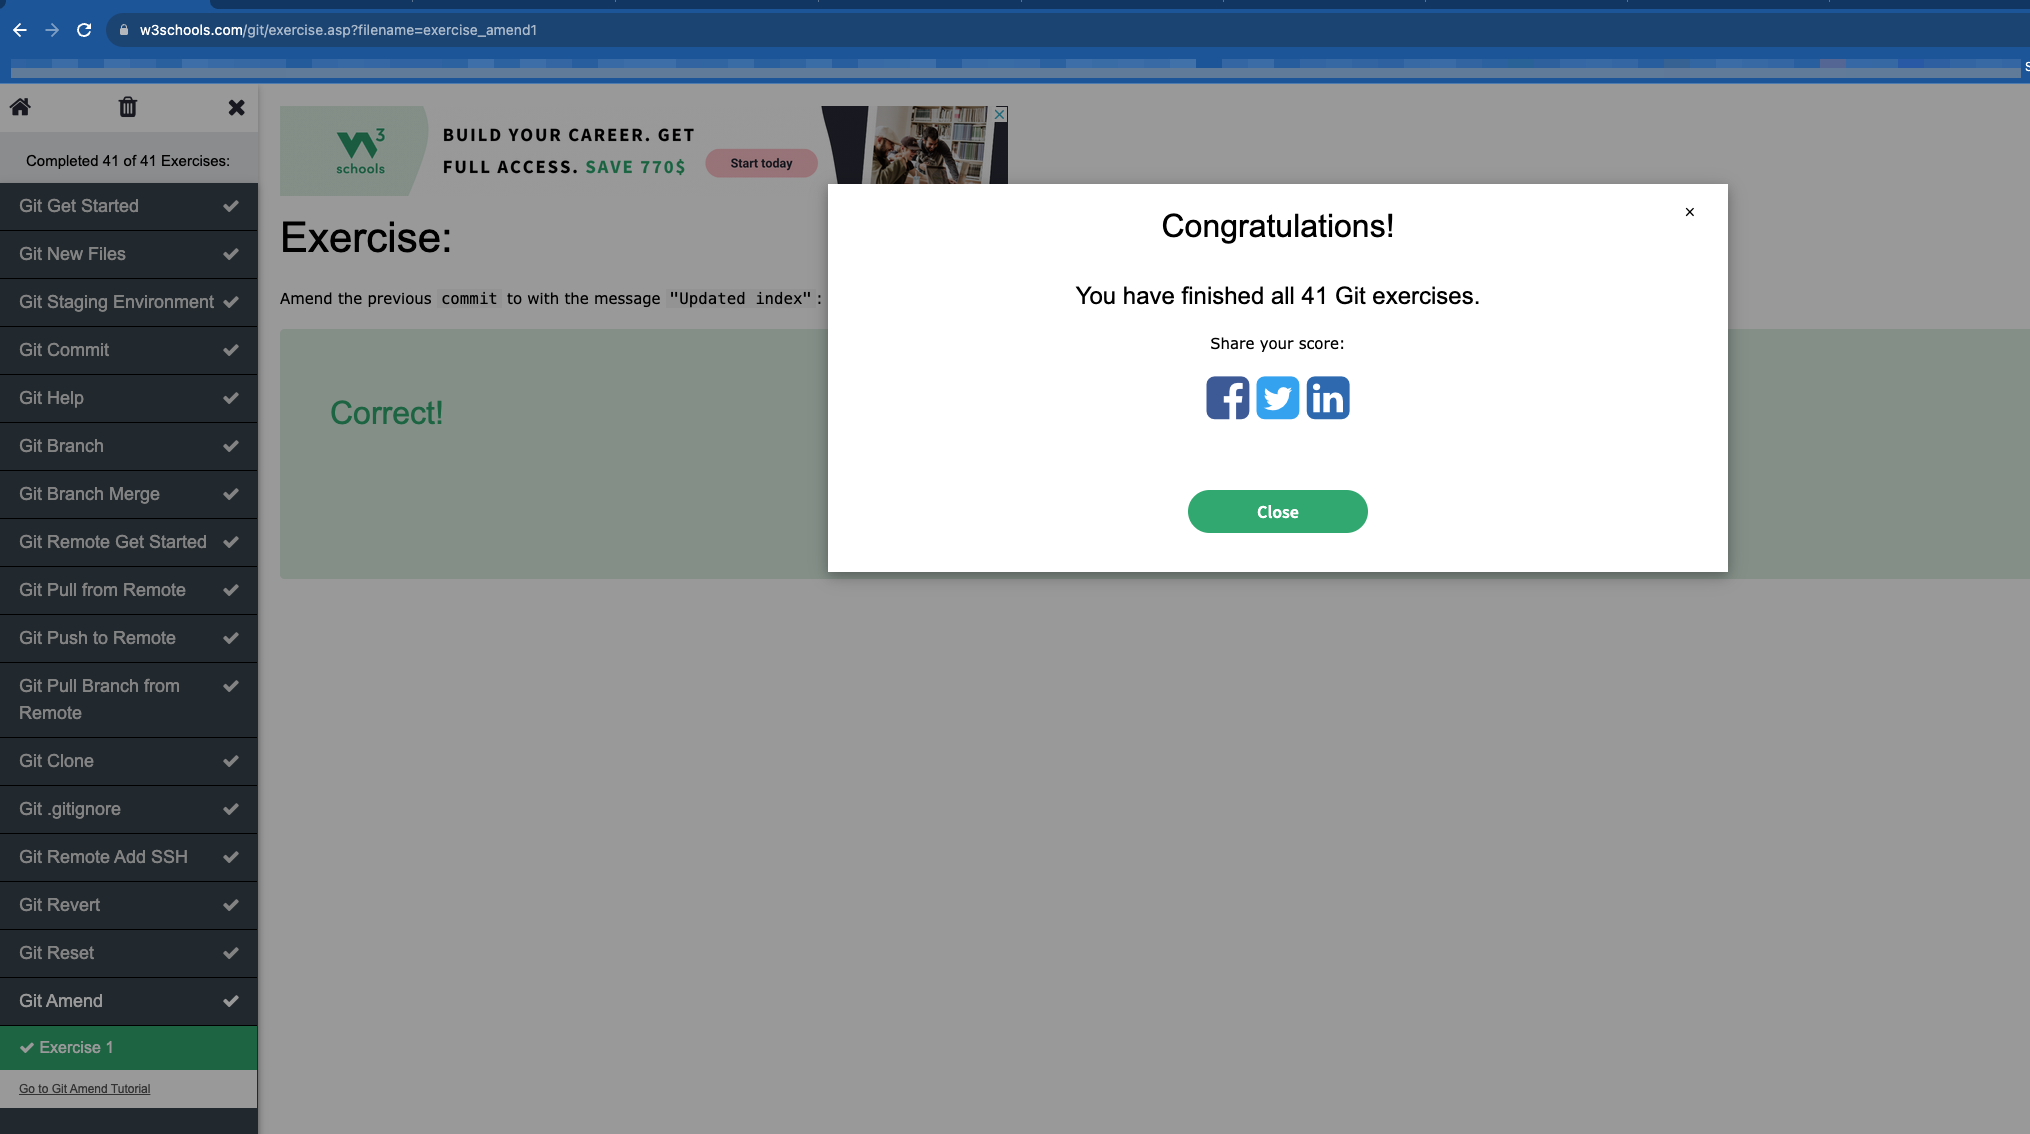 w3schools.com/git/exercise.asp?filename=exercise_amend1
Completed 41 of 41 Exercises:
Git Get Started
Git New Files
Git Staging Environment
Git Commit
Git Help
Git Branch
Git Branch Merge
Git Remote Get Started
Git Pull from Remote
Git Push to Remote
Git Pull Branch from
Remote
Git Clone
Git .gitignore
Git Remote Add SSH
Git Revert
Git Reset
Git Amend
Exercise 1
Go to Git Amend Tutorial
w3
schools
BUILD YOUR CAREER. GET
FULL ACCESS. SAVE 770$
Start today
Exercise:
Amend the previous commit to with the message "Updated index" :
Correct!
Congratulations!
×
You have finished all 41 Git exercises.
Share your score:
Close